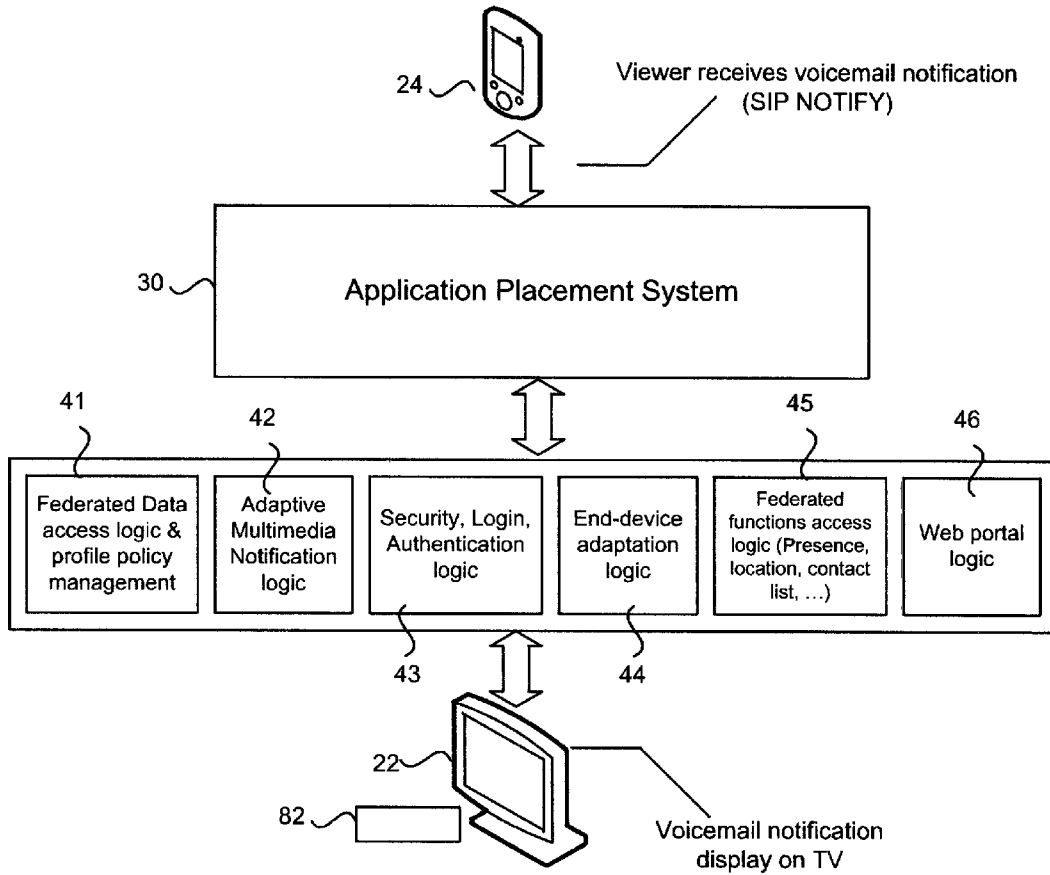 24
Viewer receives voicemail notification
(SIP NOTIFY)
30
Application Placement System
41
42
45
46
Federated Data
access logic &
profile policy
management
Adaptive
Multimedia
Notification
logic
Security, Login,
Authentication
logic
End-device
adaptation
logic
Federated
functions access
logic (Presence,
location, contact
list, ...)
Web portal
logic
43
44
22
82
Voicemail notification
display on TV